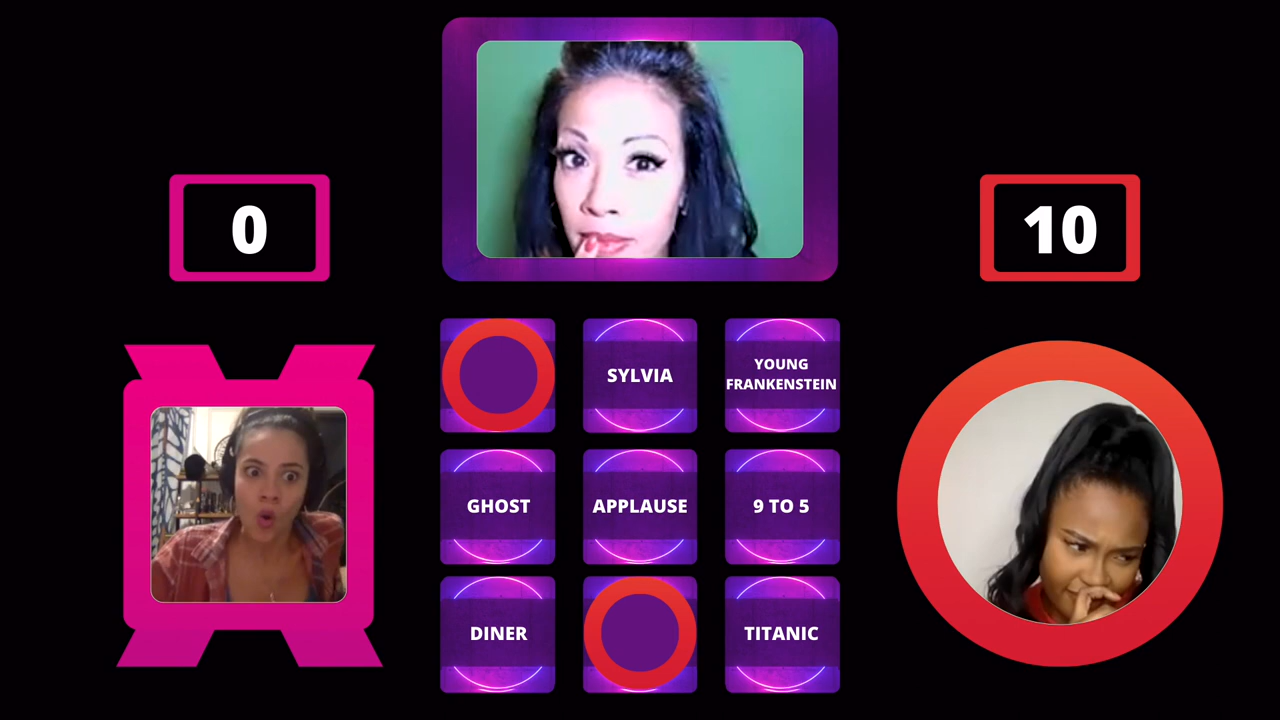 0
10
SYLVIA
YOUNG
FRANKENSTEIN
GHOST
APPLAUSE
9 TO 5
DINER
TITANIC